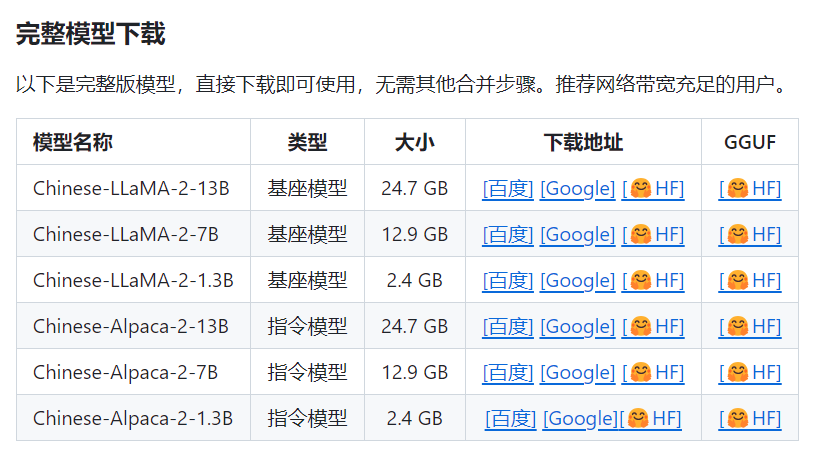 完整模型下载
以下是完整版模型，直接下载即可使用，无需其他合并步骤。推荐网络带宽充足的用户。
模型名称 类型 大小 下载地址 GGUF
Chinese-LLaMA-2-13B 基座模型 24.7 GB [百度] [Google] [🤗HF] [🤗HF]
Chinese-LLaMA-2-7B 基座模型 12.9 GB [百度] [Google] [🤗HF] [🤗HF]
Chinese-LLaMA-2-1.3B 基座模型 2.4 GB [百度] [Google] [🤗HF] [🤗HF]
Chinese-Alpaca-2-13B 指令模型 24.7 GB [百度] [Google] [🤗HF] [🤗HF]
Chinese-Alpaca-2-7B 指令模型 12.9 GB [百度] [Google] [🤗HF] [🤗HF]
Chinese-Alpaca-2-1.3B 指令模型 2.4 GB [百度] [Google][🤗HF] [🤗HF]